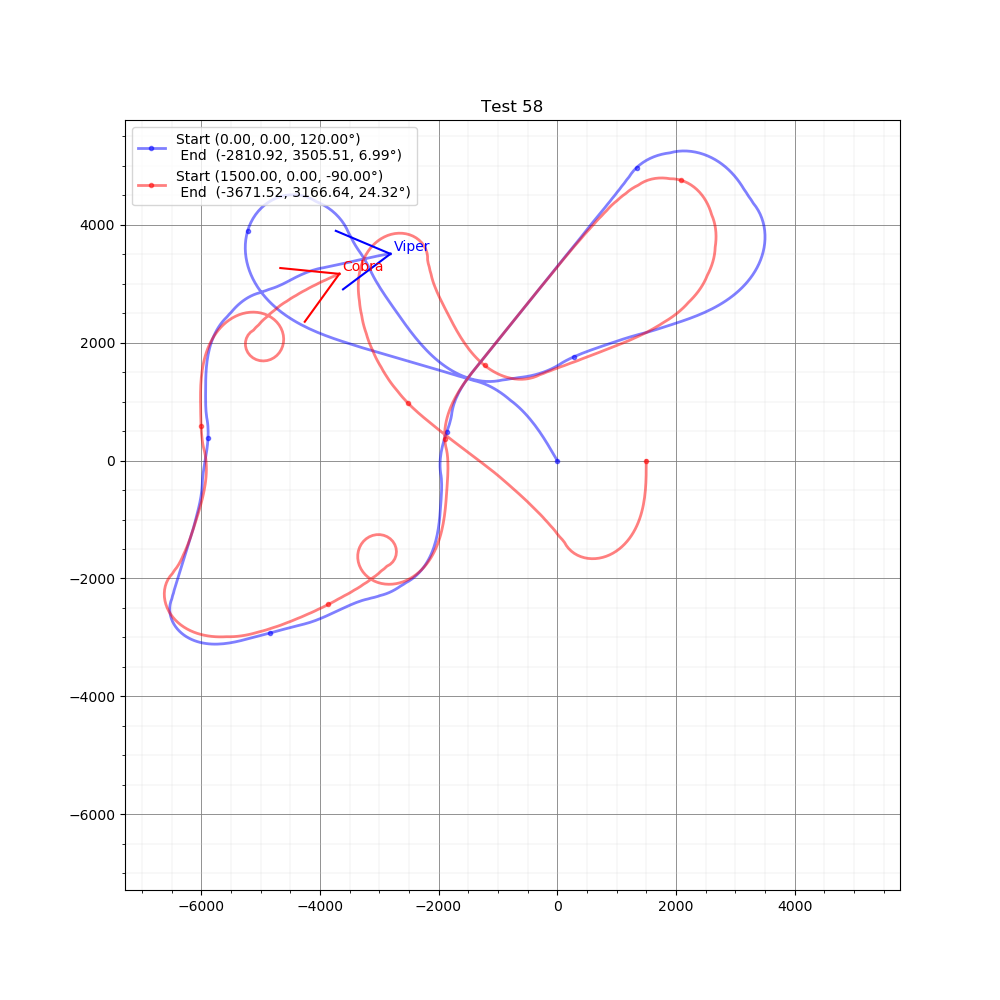 Test 58
Start (0.00, 0.00, 120.00°)
End  (-2810.92, 3505.51, 6.99°)
Start (1500.00, 0.00, -90.00°)
End  (-3671.52, 3166.64, 24.32°)
Viper
Cobra
4000
2000
0
−2000
−4000
−6000
−6000 −4000 −2000 0 2000 4000